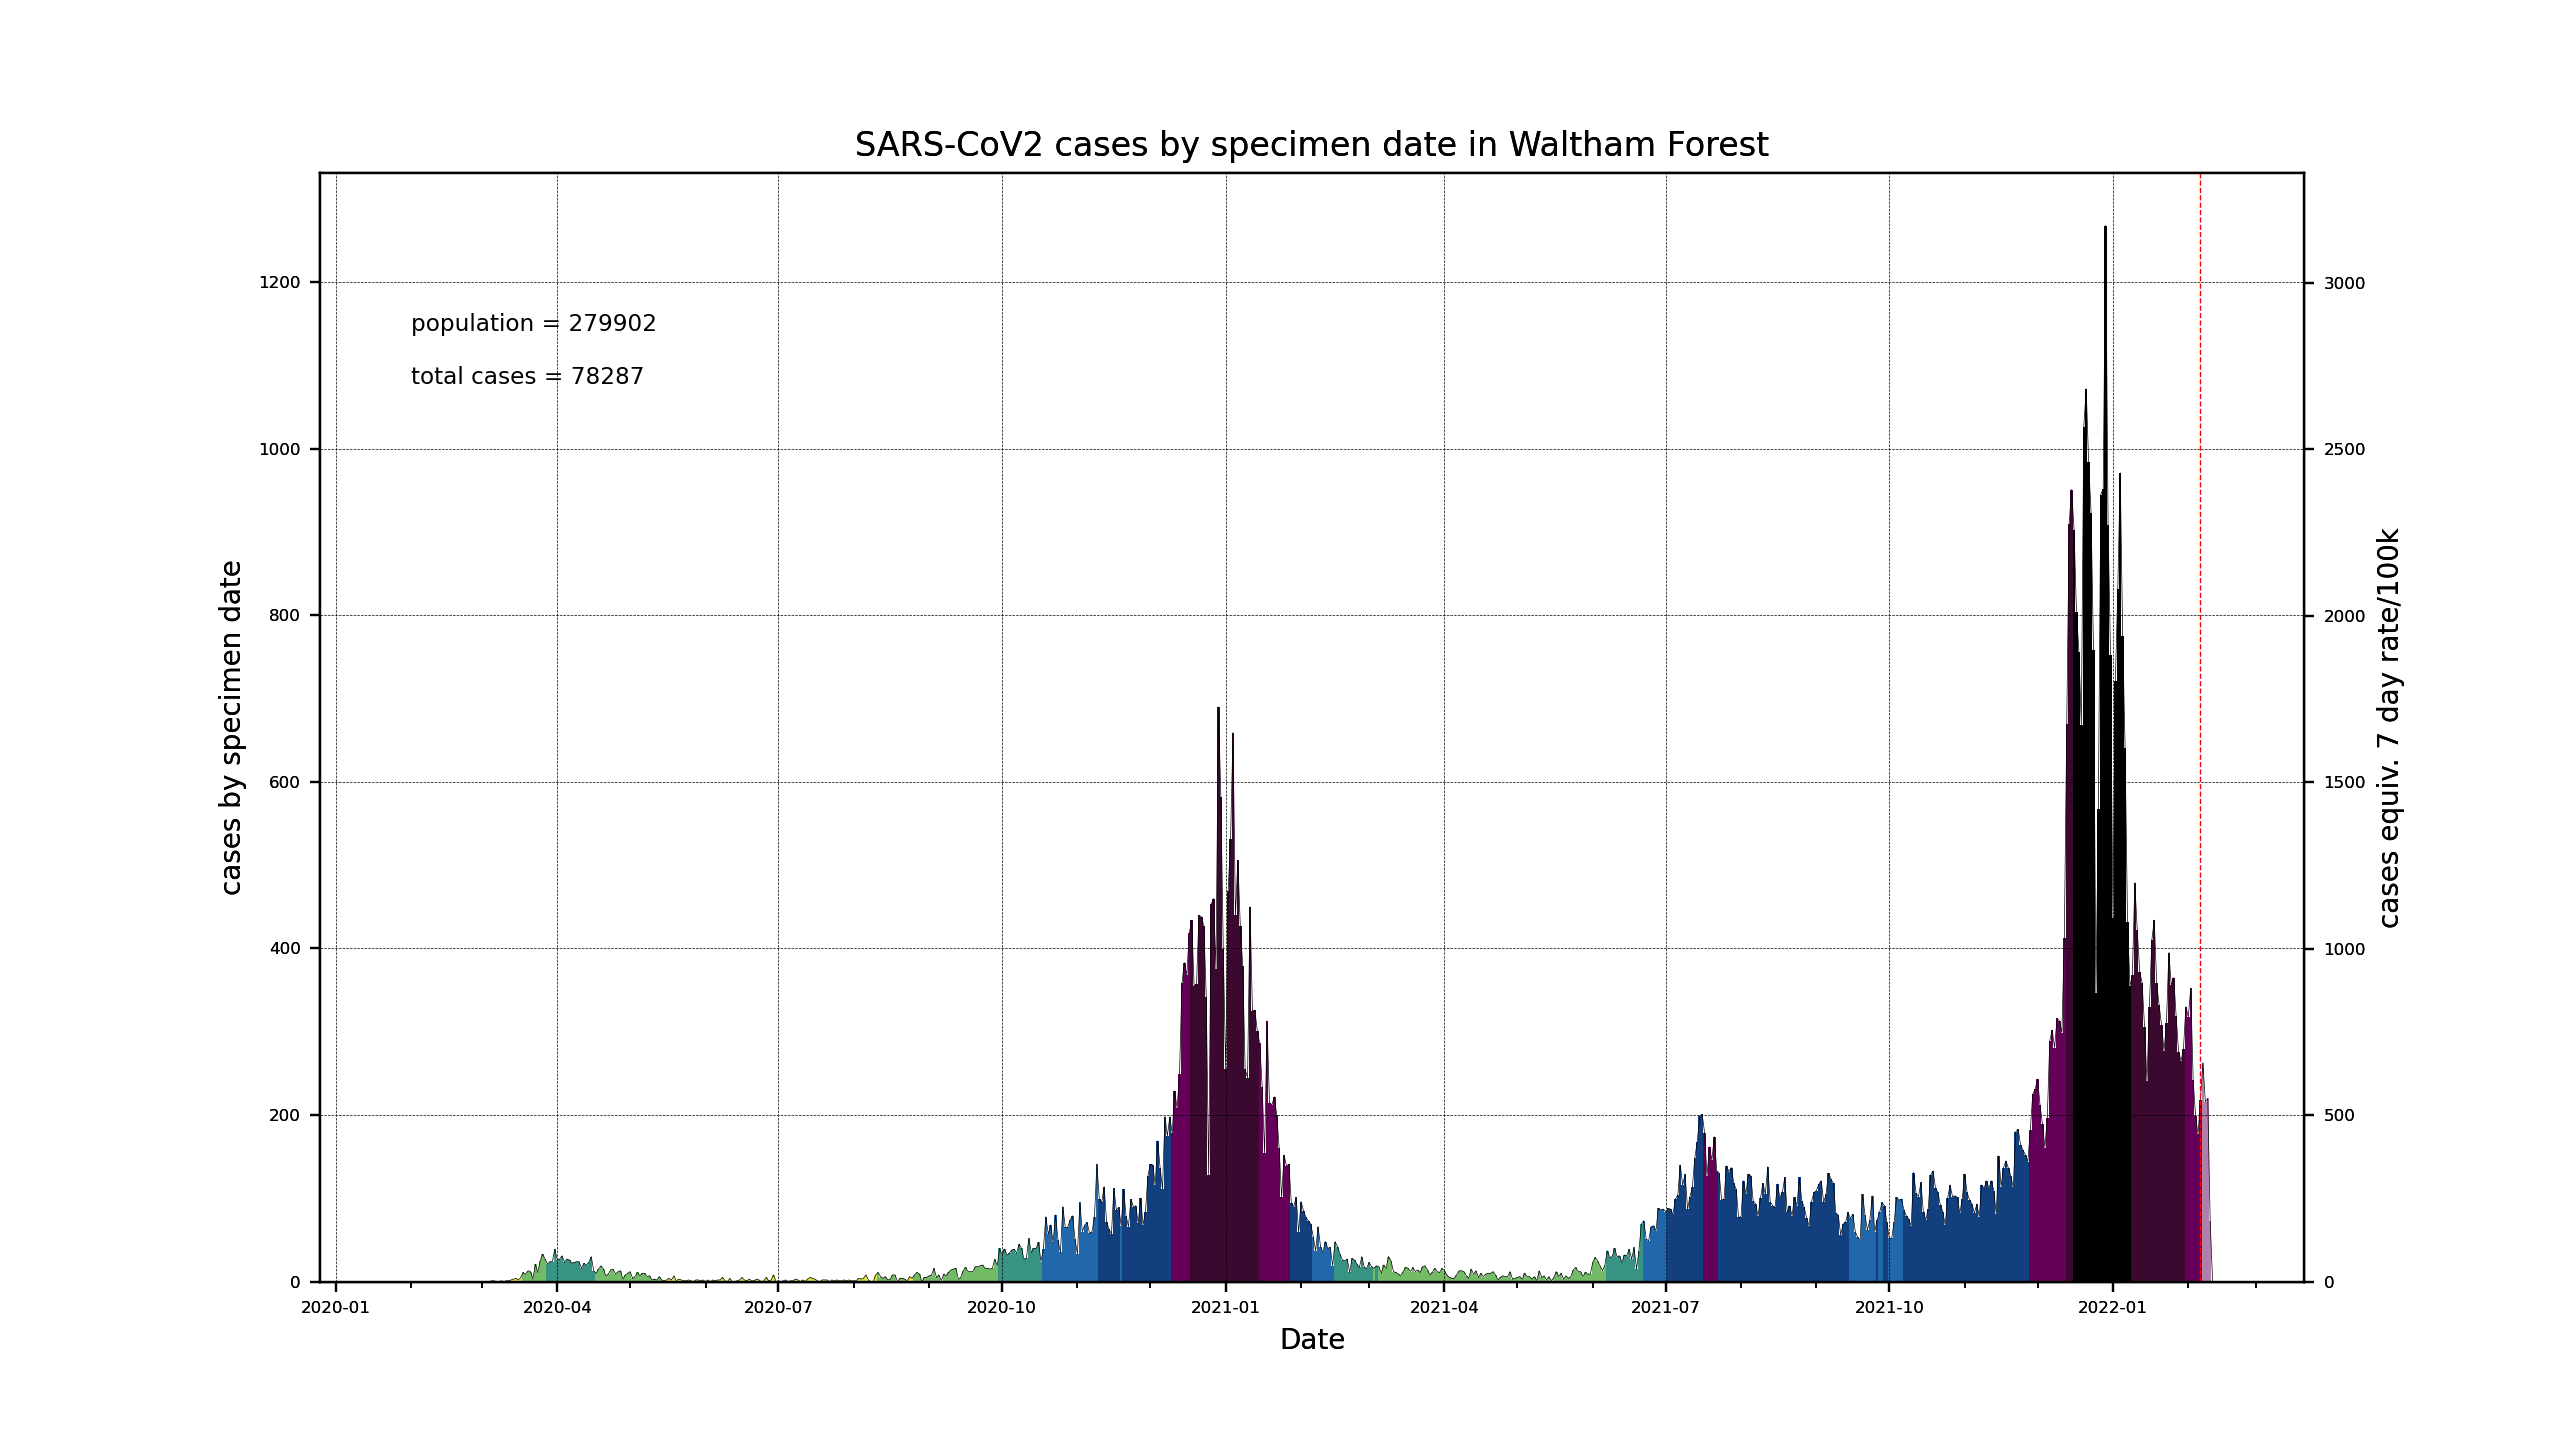 SARS-CoV2 cases by specimen date in Waltham Forest
population = 279902
total cases = 78287
cases by specimen date
1200
1000
800
600
400
200
0
cases equiv. 7 day rate/100k
3000
2500
2000
1500
1000
500
0
2020-01 2020-04 2020-07 2020-10 2021-01 2021-04 2021-07 2021-10 2022-01
Date